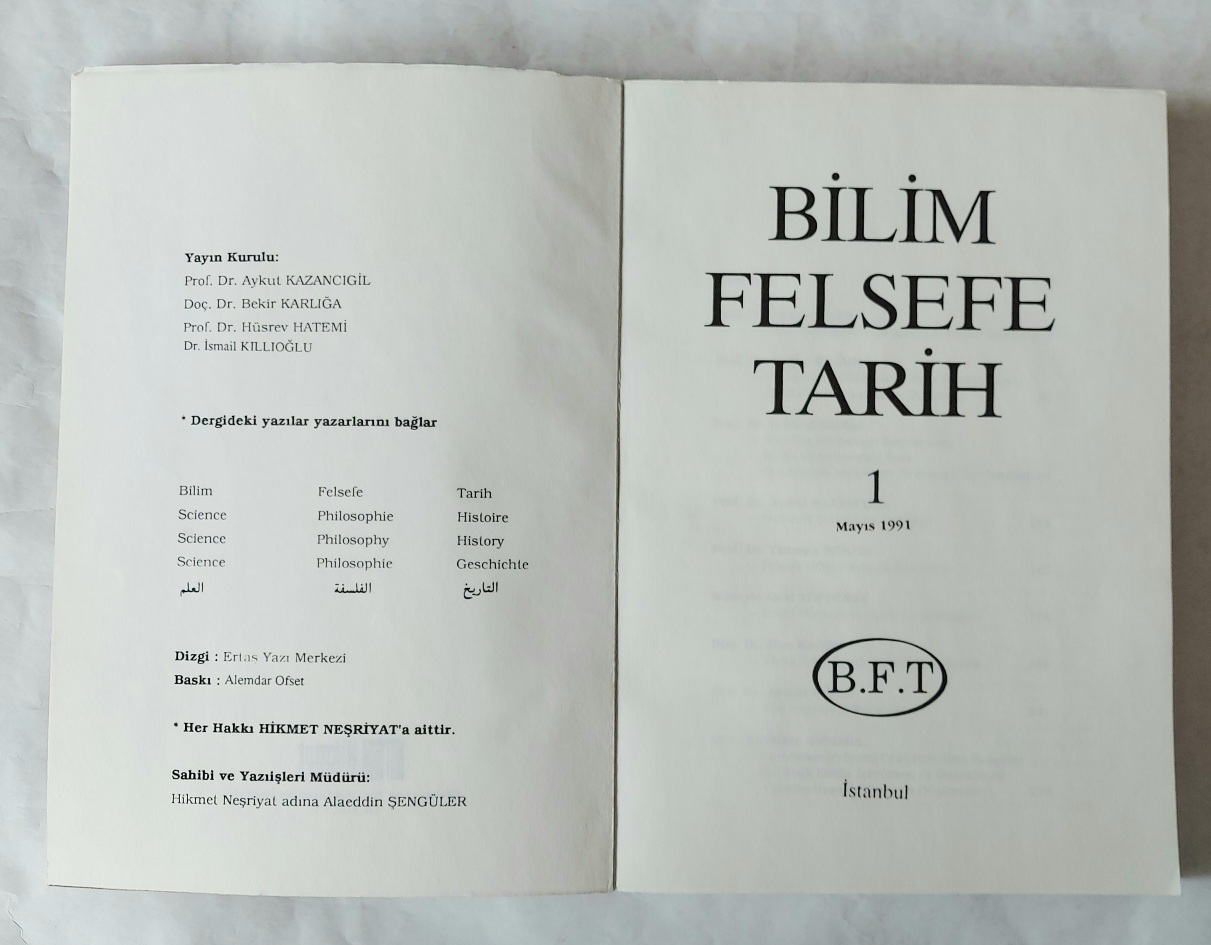 Yayın Kurulu:
Prof. Dr. Aykut KAZANCIGİL
Doç. Dr. Bekir KARLIĞA
Prof. Dr. Hüsrev HATEMİ
Dr. İsmail KILLIOĞLU
* Dergideki yazılar yazarlarını bağlar
Bilim Felsefe Tarih
Science Philosophie Histoire
Science Philosophy History
Science Philosophie Geschichte
العلم الفلسفة التاريخ
Dizgi : Ertaş Yazı Merkezi
Baskı : Alemdar Ofset
* Her Hakkı HİKMET NEŞRİYAT'a aittir.
Sahibi ve Yazıişleri Müdürü:
Hikmet Neşriyat adına Alaeddin ŞENGÜLER
BİLİM
FELSEFE
TARİH
1
Mayıs 1991
B.F.T
İstanbul